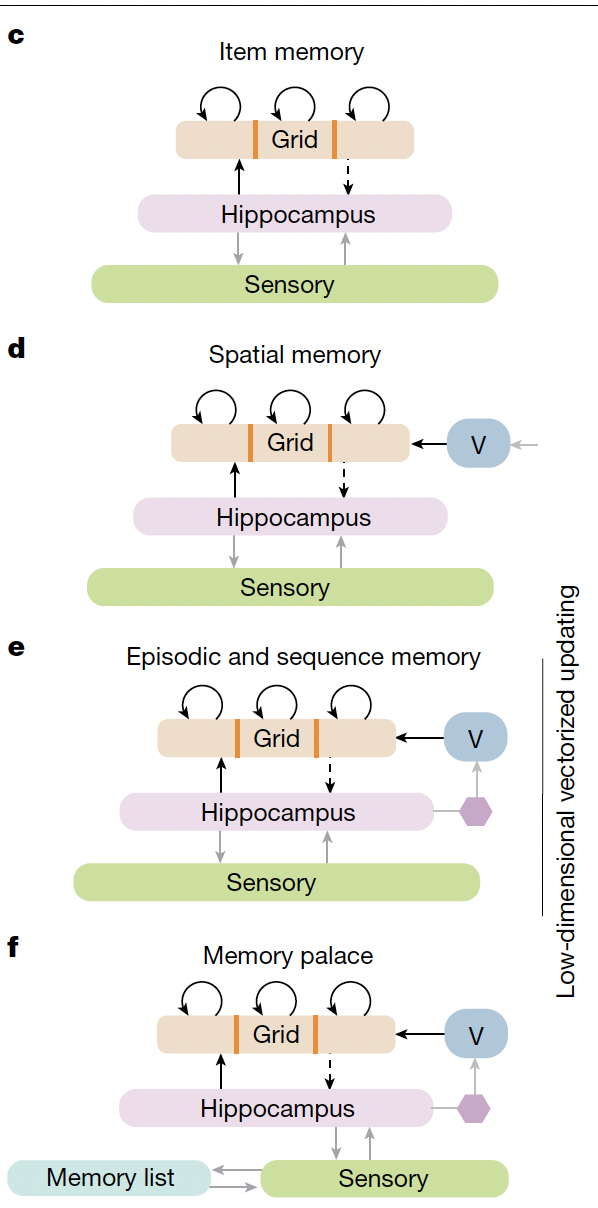 c
Item memory
Grid
Hippocampus
Sensory
d
Spatial memory
Grid
V
Hippocampus
Sensory
e
Episodic and sequence memory
Grid
V
Hippocampus
Sensory
Low-dimensional vectorized updating
f
Memory palace
Grid
V
Hippocampus
Memory list
Sensory